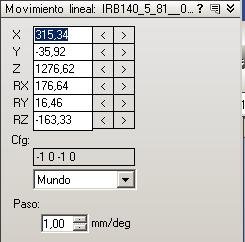 Movimiento lineal: IRB140_5_81__0... ?
X 315,34 < >
Y -35,92 < >
Z 1276,62 < >
RX 176,64 < >
RY 16,46 < >
RZ -163,33 < >
Cfg:
-1 0 -1 0
Mundo
Paso:
1,00 mm/deg